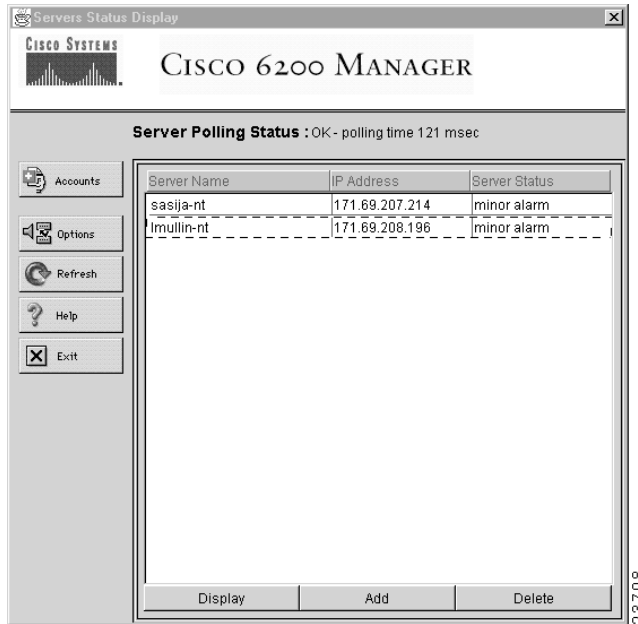 Servers Status Display
CISCO SYSTEMS
CISCO 6200 MANAGER
Server Polling Status : OK - polling time 121 msec
Accounts
Options
Refresh
Help
Exit
Server Name IP Address Server Status
sasija-nt 171.69.207.214 minor alarm
lmullin-nt 171.69.208.196 minor alarm
Display Add Delete